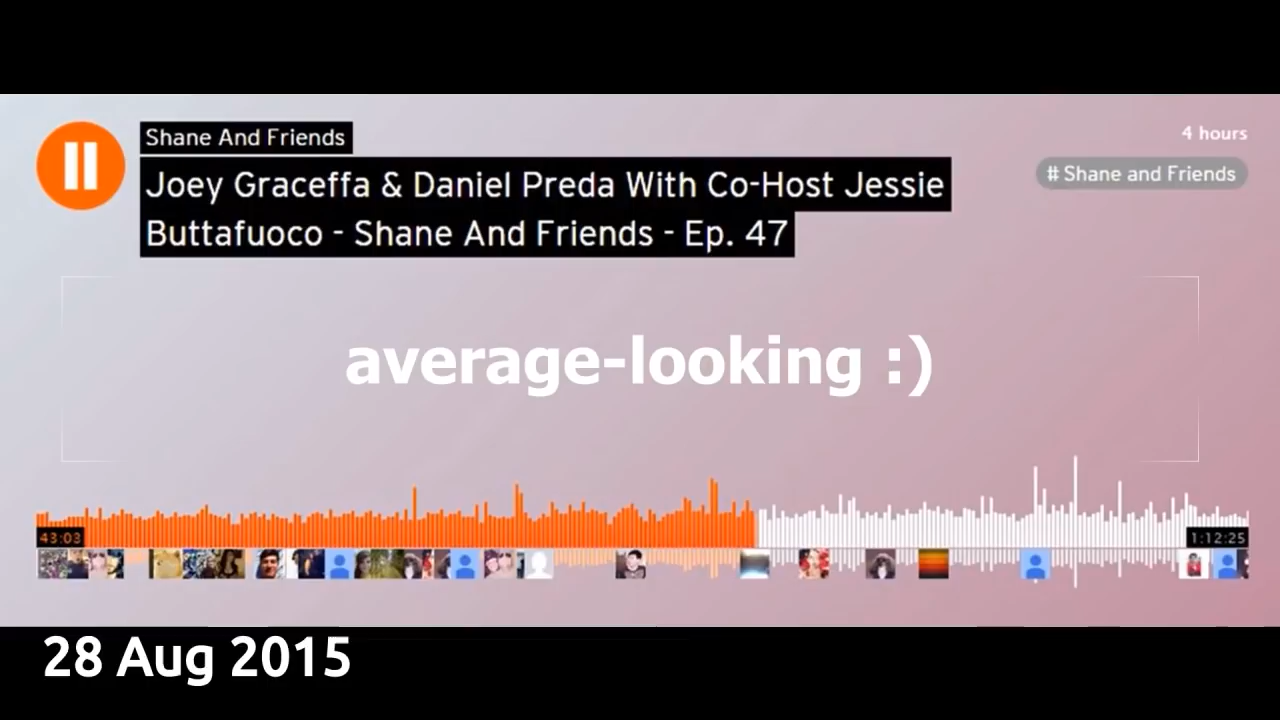 Shane And Friends
4 hours
Joey Graceffa & Daniel Preda With Co-Host Jessie
# Shane and Friends
Buttafuoco - Shane And Friends - Ep. 47
average-looking :)
43:03
1:12:25
28 Aug 2015